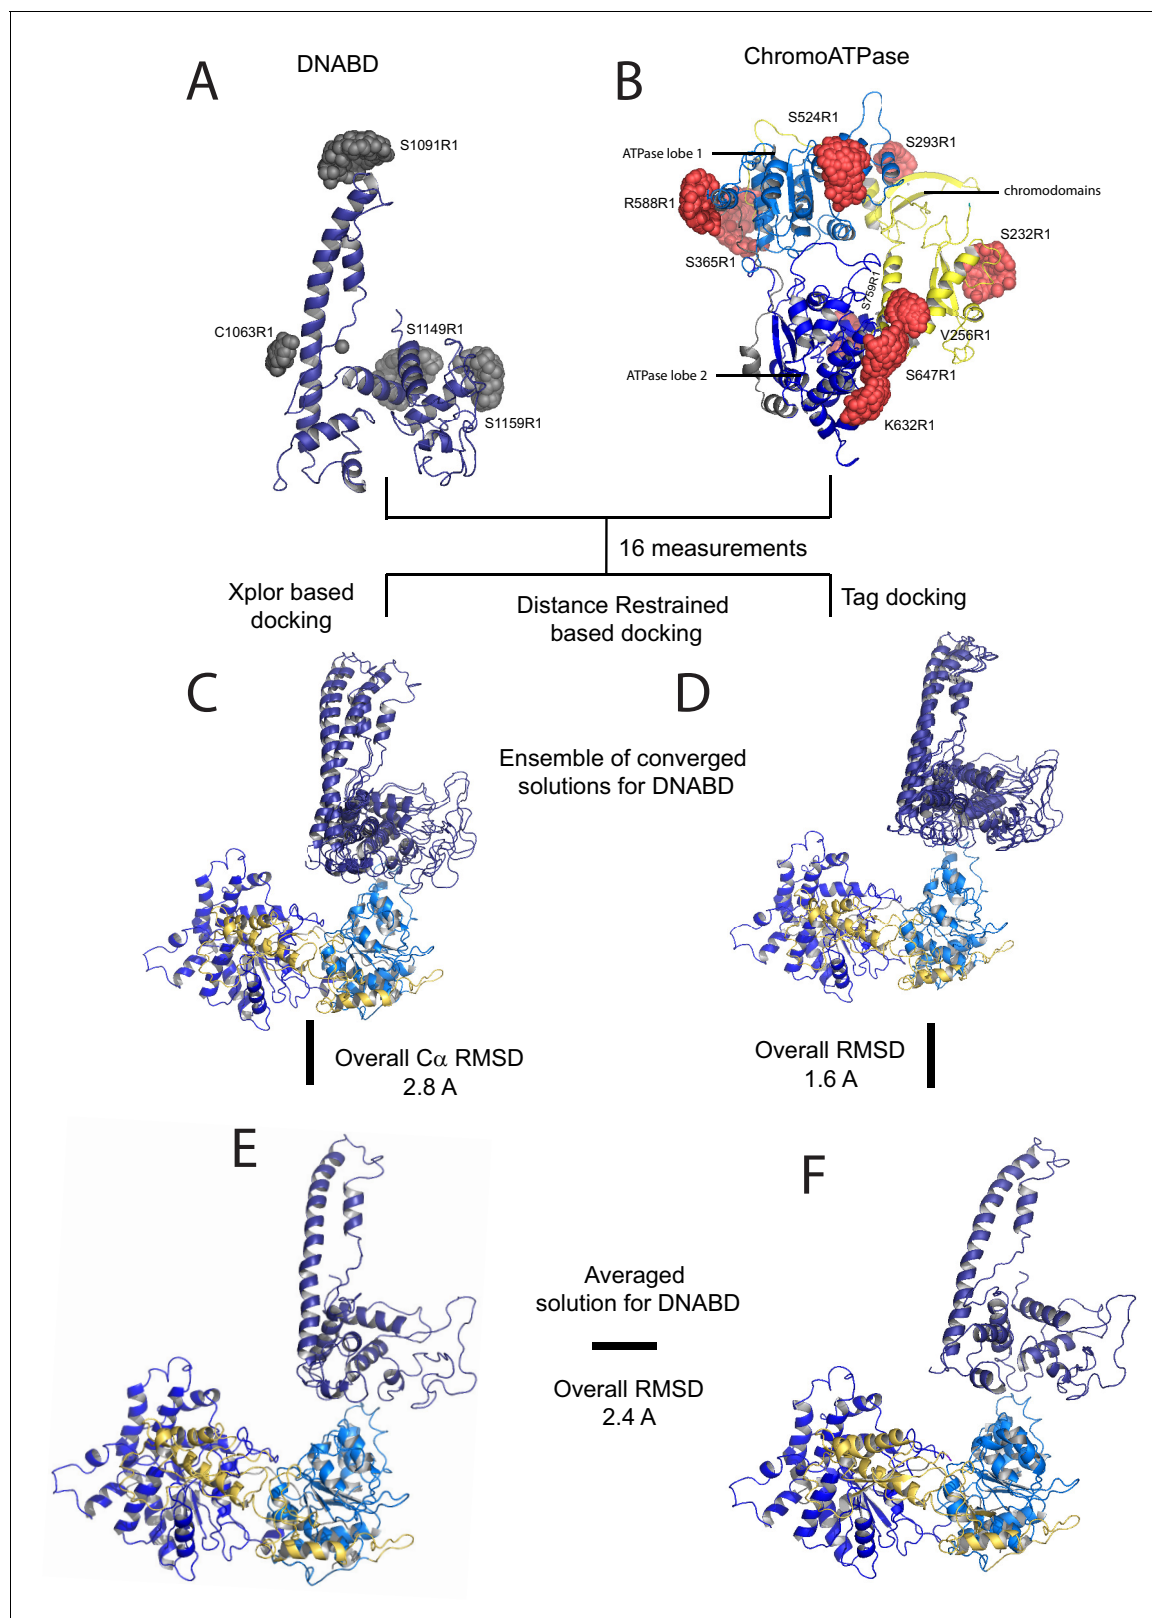 A
DNABD
S1091R1
C1063R1
S1149R1
S1159R1
B
ChromoATPase
S524R1
S293R1
ATPase lobe 1
chromodomains
R588R1
S232R1
S365R1
S759R1
V256R1
ATPase lobe 2
S647R1
K632R1
16 measurements
Xplor based
docking
Distance Restrained
based docking
Tag docking
C
D
Ensemble of converged
solutions for DNABD
Overall Cα RMSD
2.8 A
Overall RMSD
1.6 A
E
F
Averaged
solution for DNABD
Overall RMSD
2.4 A